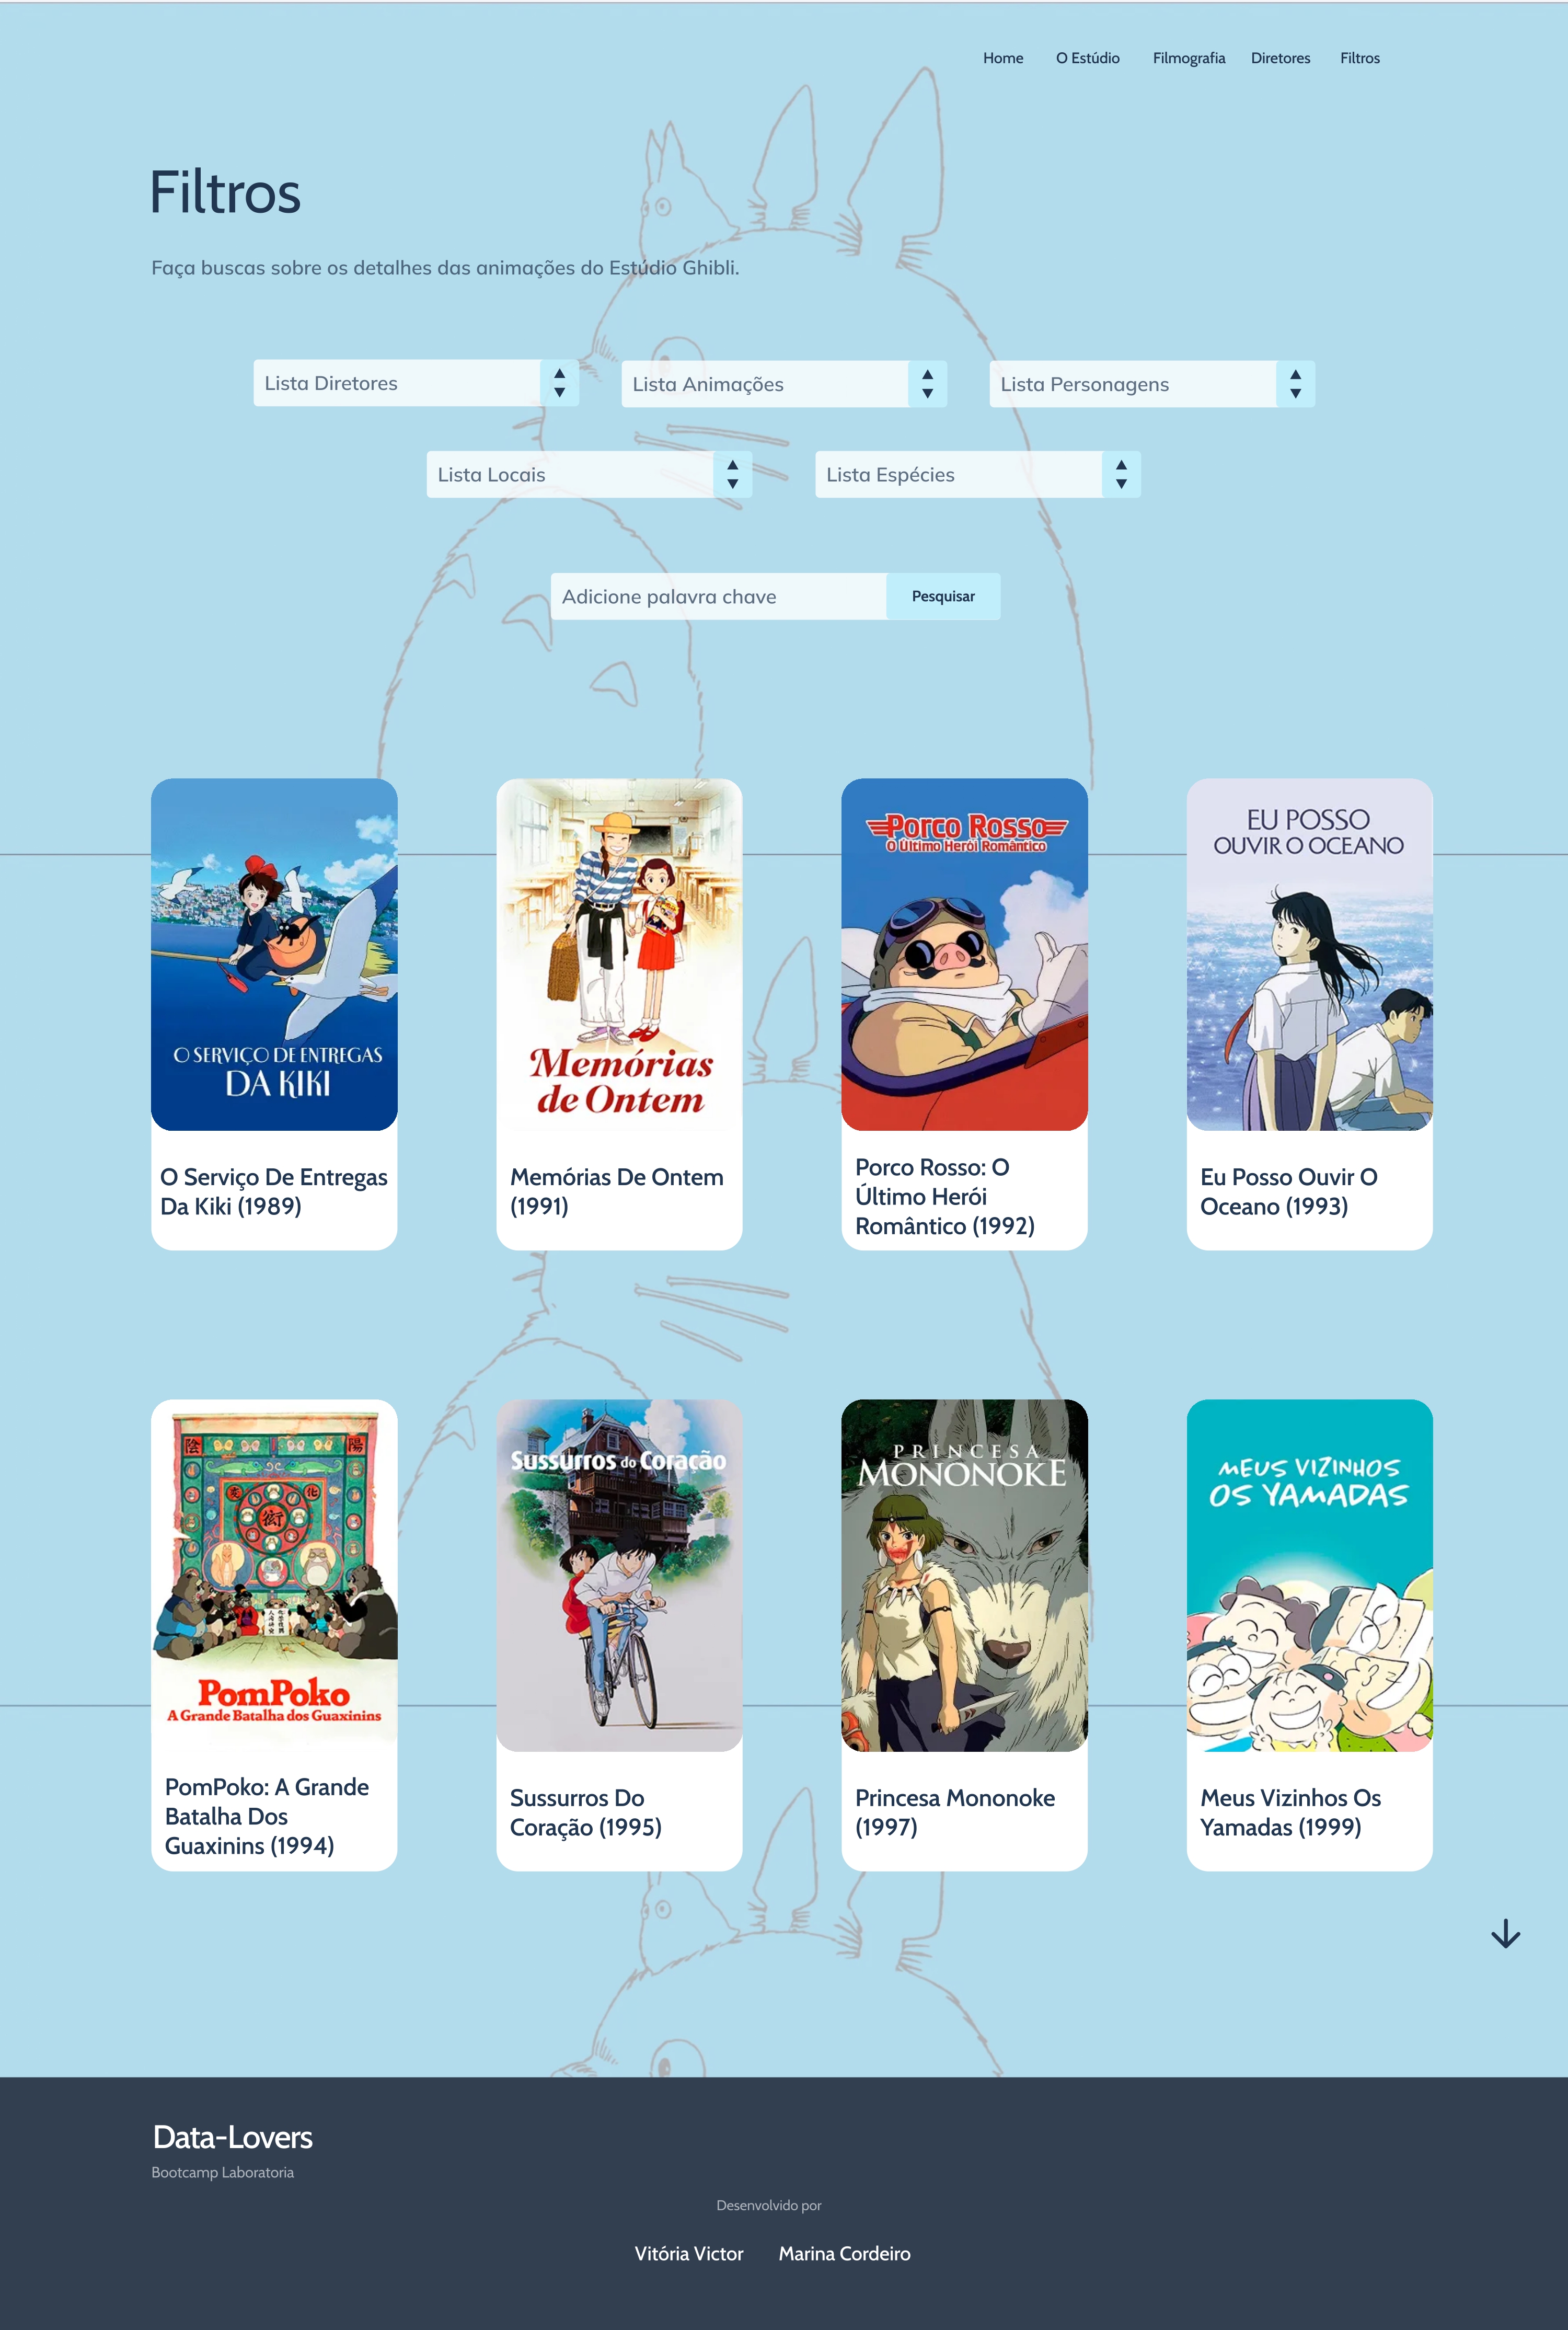 Home O Estúdio Filmografia Diretores Filtros
Filtros
Faça buscas sobre os detalhes das animações do Estúdio Ghibli.
Lista Diretores
Lista Animações
Lista Personagens
Lista Locais
Lista Espécies
Adicione palavra chave
Pesquisar
O SERVIÇO DE ENTREGAS
DA KIKI
O Serviço De Entregas
Da Kiki (1989)
Memórias
de Ontem
Memórias De Ontem
(1991)
Porco Rosso
O Último Herói Romântico
Porco Rosso: O
Último Herói
Romântico (1992)
EU POSSO
OUVIR O OCEANO
Eu Posso Ouvir O
Oceano (1993)
陰 陽
化
術
PomPoko
A Grande Batalha dos Guaxinins
PomPoko: A Grande
Batalha Dos
Guaxinins (1994)
Sussurros do Coração
Sussurros Do
Coração (1995)
PRINCESA
MONONOKE
Princesa Mononoke
(1997)
MEUS VIZINHOS
OS YAMADAS
Meus Vizinhos Os
Yamadas (1999)
Data-Lovers
Bootcamp Laboratoria
Desenvolvido por
Vitória Victor Marina Cordeiro